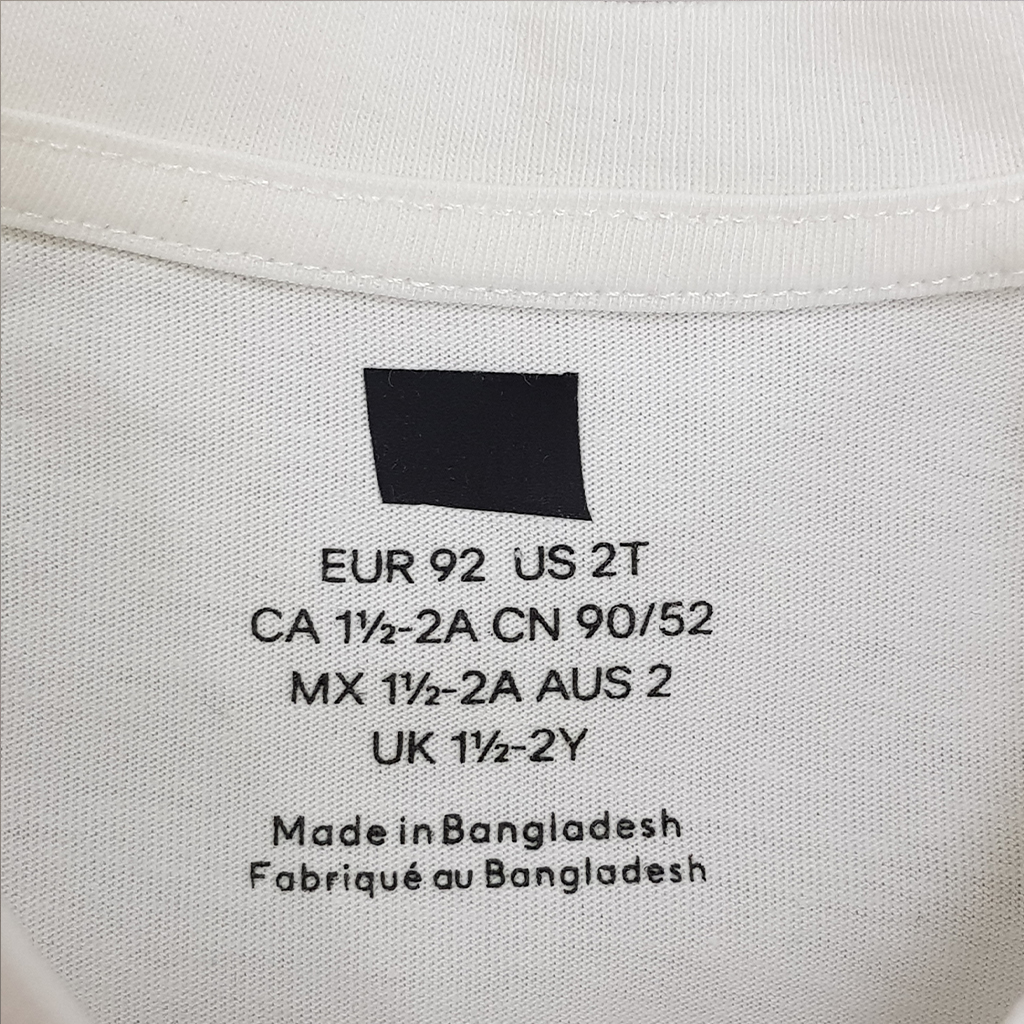 EUR 92 US 2T
CA 1½-2A CN 90/52
MX 1½-2A AUS 2
UK 1½-2Y
Made in Bangladesh
Fabriqué au Bangladesh